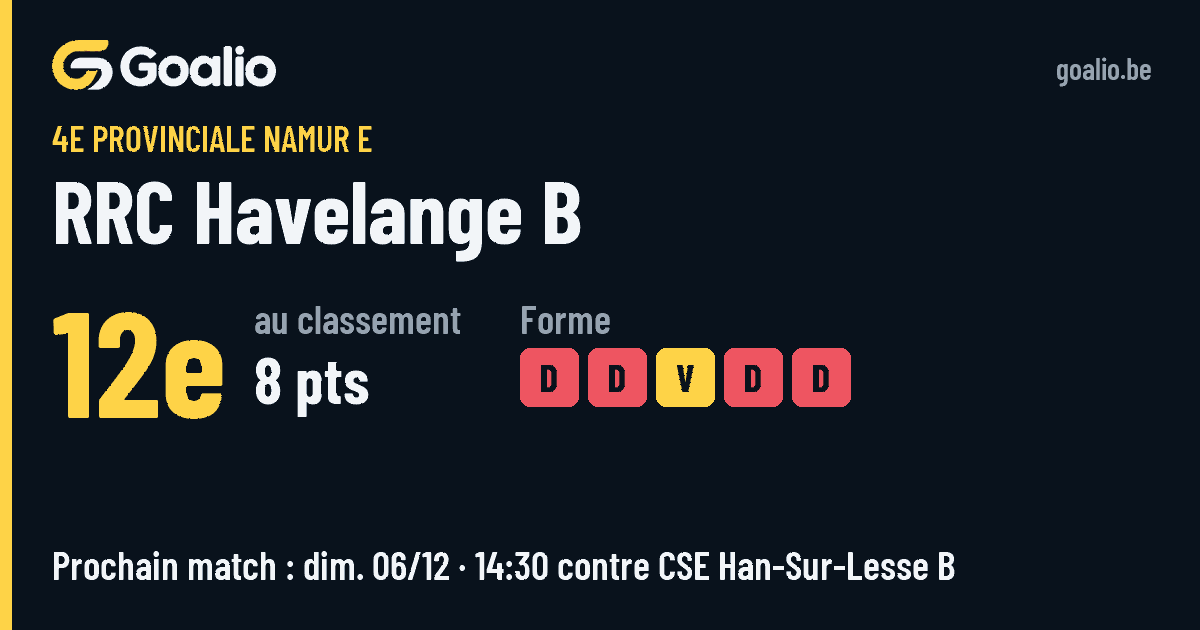 Goalio
goalio.be
4E PROVINCIALE NAMUR E
RRC Havelange B
12e
au classement
8 pts
Forme
D D V D D
Prochain match : dim. 06/12 · 14:30 contre CSE Han-Sur-Lesse B